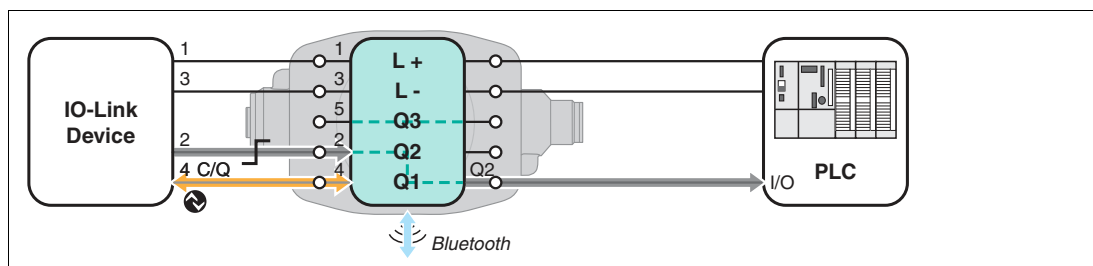 1
1
L +
3
3
L -
IO-Link
Device
5
Q3
2
2
Q2
4 C/Q
4
Q1
Q2
I/O
PLC
Bluetooth